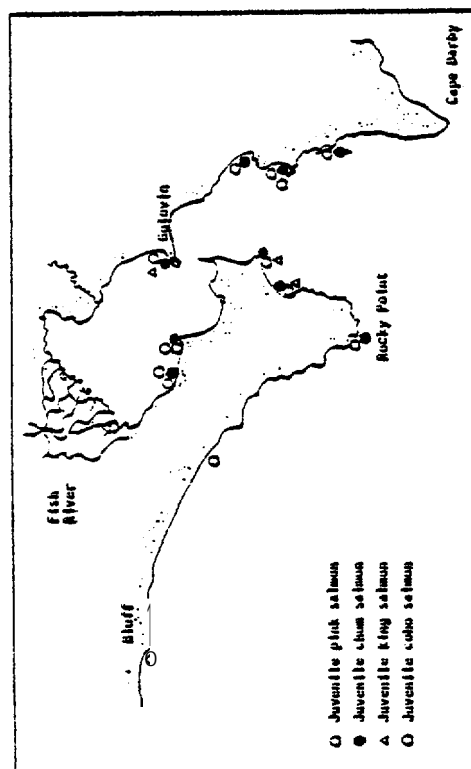 Fish
River
Golovin
Bluff
Rocky Point
Cape Darby
Juvenile pink salmon
Juvenile chum salmon
Juvenile king salmon
Juvenile coho salmon